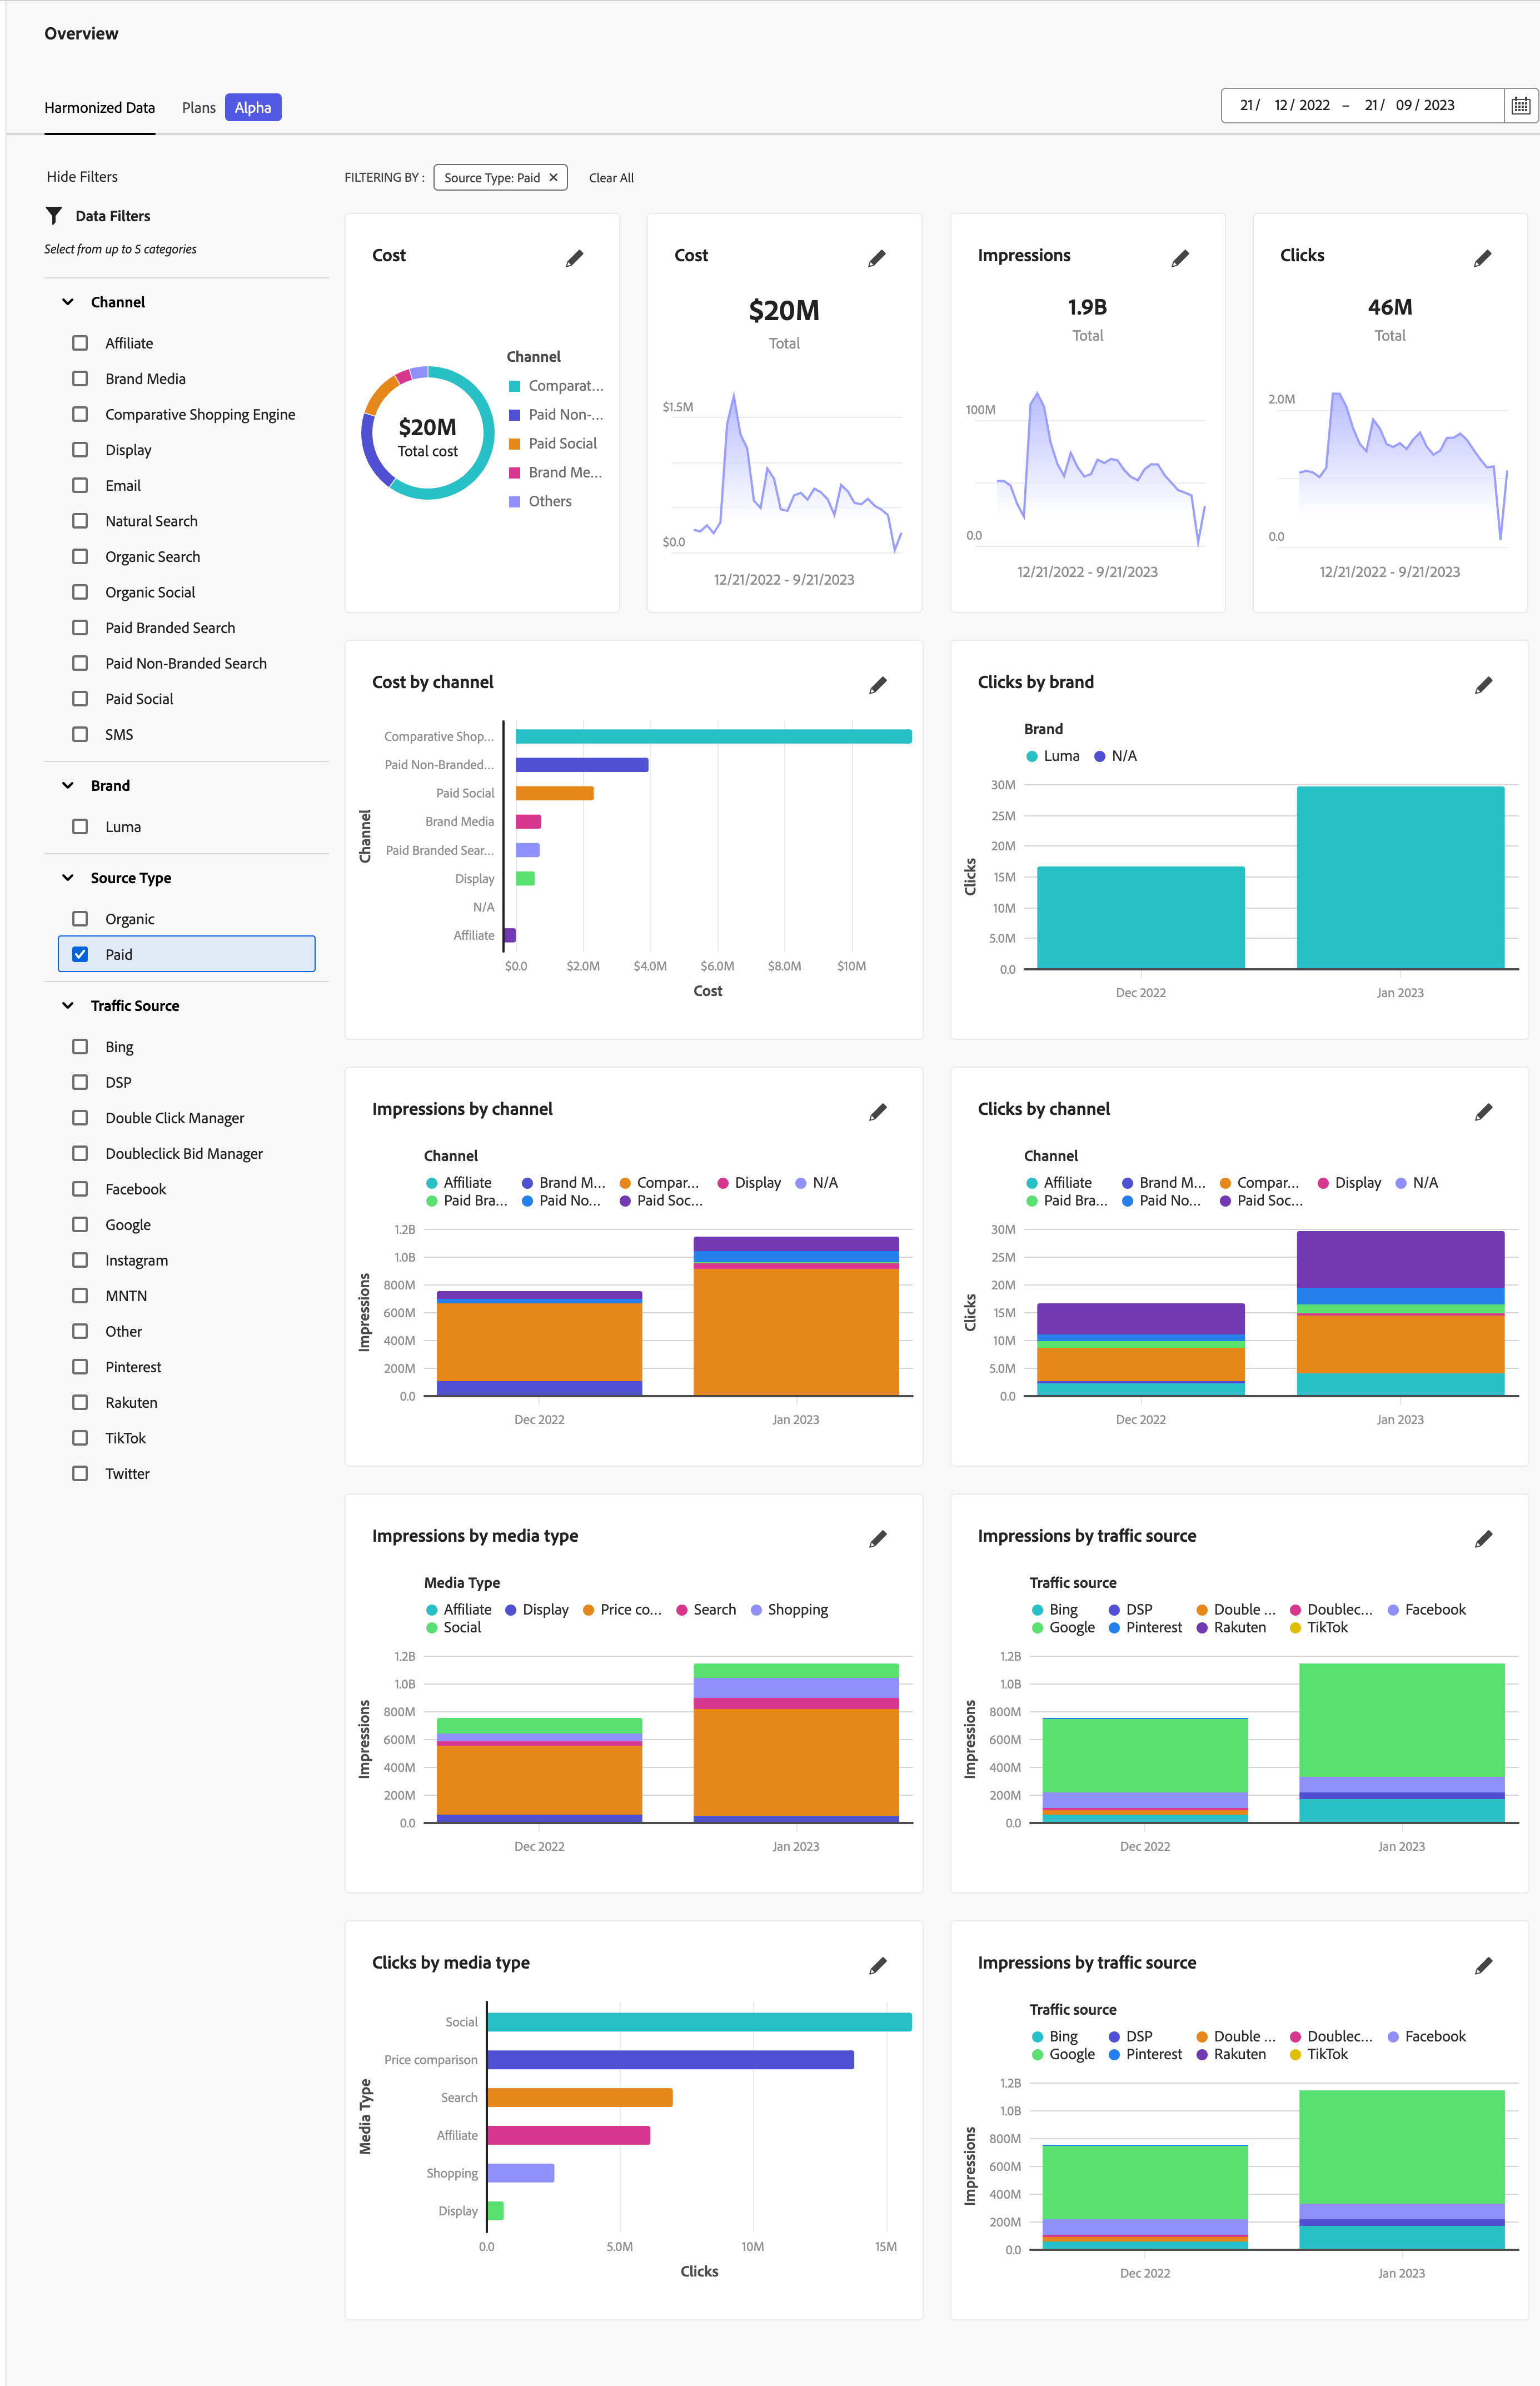 Overview
Harmonized Data
Plans
Alpha
21 / 12 / 2022 – 21 / 09 / 2023
Hide Filters
Data Filters
Select from up to 5 categories
Channel
Affiliate
Brand Media
Comparative Shopping Engine
Display
Email
Natural Search
Organic Search
Organic Social
Paid Branded Search
Paid Non-Branded Search
Paid Social
SMS
Brand
Luma
Source Type
Organic
Paid
Traffic Source
Bing
DSP
Double Click Manager
Doubleclick Bid Manager
Facebook
Google
Instagram
MNTN
Other
Pinterest
Rakuten
TikTok
Twitter
FILTERING BY :
Source Type: Paid ✕
Clear All
Cost
$20M
Total cost
Channel
Comparat...
Paid Non-...
Paid Social
Brand Me...
Others
Cost
$20M
Total
$1.5M
$0.0
12/21/2022 - 9/21/2023
Impressions
1.9B
Total
100M
0.0
12/21/2022 - 9/21/2023
Clicks
46M
Total
2.0M
0.0
12/21/2022 - 9/21/2023
Cost by channel
Channel
Comparative Shop...
Paid Non-Branded...
Paid Social
Brand Media
Paid Branded Sear...
Display
N/A
Affiliate
$0.0 $2.0M $4.0M $6.0M $8.0M $10M
Cost
Clicks by brand
Brand
Luma N/A
Clicks
30M
25M
20M
15M
10M
5.0M
0.0
Dec 2022 Jan 2023
Impressions by channel
Channel
Affiliate Brand M... Compar... Display N/A
Paid Bra... Paid No... Paid Soc...
Impressions
1.2B
1.0B
800M
600M
400M
200M
0.0
Dec 2022 Jan 2023
Clicks by channel
Channel
Affiliate Brand M... Compar... Display N/A
Paid Bra... Paid No... Paid Soc...
Clicks
30M
25M
20M
15M
10M
5.0M
0.0
Dec 2022 Jan 2023
Impressions by media type
Media Type
Affiliate Display Price co... Search Shopping
Social
Impressions
1.2B
1.0B
800M
600M
400M
200M
0.0
Dec 2022 Jan 2023
Impressions by traffic source
Traffic source
Bing DSP Double ... Doublec... Facebook
Google Pinterest Rakuten TikTok
Impressions
1.2B
1.0B
800M
600M
400M
200M
0.0
Dec 2022 Jan 2023
Clicks by media type
Media Type
Social
Price comparison
Search
Affiliate
Shopping
Display
0.0 5.0M 10M 15M
Clicks
Impressions by traffic source
Traffic source
Bing DSP Double ... Doublec... Facebook
Google Pinterest Rakuten TikTok
Impressions
1.2B
1.0B
800M
600M
400M
200M
0.0
Dec 2022 Jan 2023